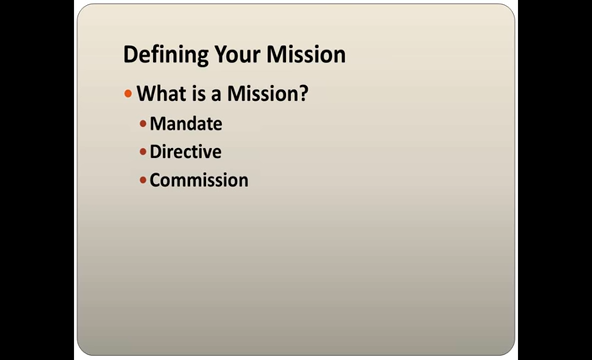 Defining Your Mission
• What is a Mission?
• Mandate
• Directive
• Commission